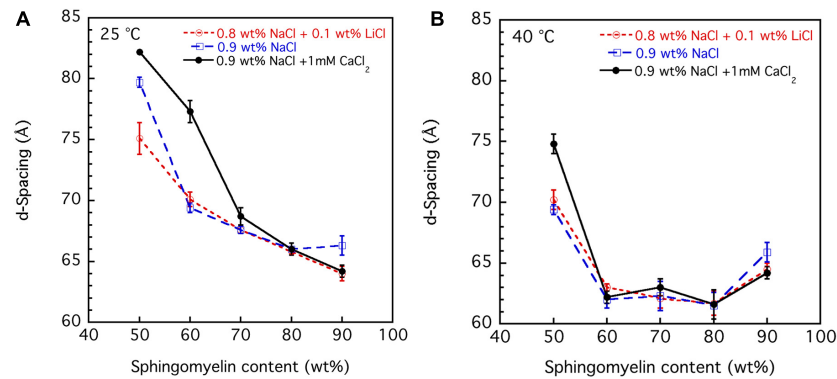 A
25 °C
0.8 wt% NaCl + 0.1 wt% LiCl
0.9 wt% NaCl
0.9 wt% NaCl +1mM CaCl2
85
80
75
70
65
60
40 50 60 70 80 90 100
d-Spacing (Å)
Sphingomyelin content (wt%)
B
40 °C
0.8 wt% NaCl + 0.1 wt% LiCl
0.9 wt% NaCl
0.9 wt% NaCl +1mM CaCl2
85
80
75
70
65
60
40 50 60 70 80 90 100
d-Spacing (Å)
Sphingomyelin content (wt%)